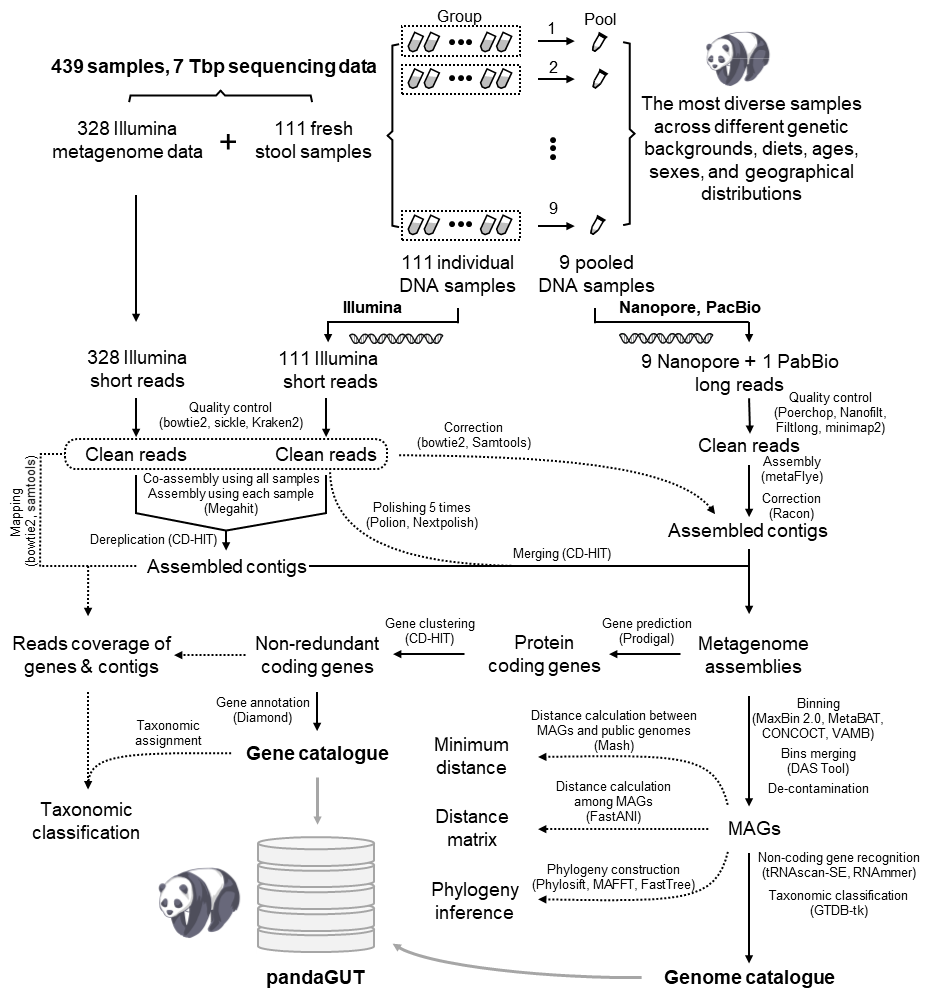 Group
Pool
1
439 samples, 7 Tbp sequencing data
2
328 Illumina
metagenome data
+
111 fresh
stool samples
The most diverse samples
across different genetic
backgrounds, diets, ages,
sexes, and geographical
distributions
9
111 individual
DNA samples
9 pooled
DNA samples
Illumina
Nanopore, PacBio
328 Illumina
short reads
111 Illumina
short reads
9 Nanopore + 1 PabBio
long reads
Quality control
(bowtie2, sickle, Kraken2)
Quality control
(Poerchop, Nanofilt,
Filtlong, minimap2)
Correction
(bowtie2, Samtools)
Clean reads
Clean reads
Clean reads
Mapping
(bowtie2, samtools)
Co-assembly using all samples
Assembly using each sample
(Megahit)
Assembly
(metaFlye)
Correction
(Racon)
Polishing 5 times
(Polion, Nextpolish)
Assembled contigs
Dereplication (CD-HIT)
Assembled contigs
Merging (CD-HIT)
Reads coverage of
genes & contigs
Non-redundant
coding genes
Gene clustering
(CD-HIT)
Protein
coding genes
Gene prediction
(Prodigal)
Metagenome
assemblies
Gene annotation
(Diamond)
Taxonomic
assignment
Gene catalogue
Distance calculation between
MAGs and public genomes
(Mash)
Binning
(MaxBin 2.0, MetaBAT,
CONCOCT, VAMB)
Bins merging
(DAS Tool)
De-contamination
Minimum
distance
Taxonomic
classification
Distance calculation
among MAGs
(FastANI)
Distance
matrix
MAGs
Phylogeny construction
(Phylosift, MAFFT, FastTree)
Phylogeny
inference
Non-coding gene recognition
(tRNAscan-SE, RNAmmer)
Taxonomic classification
(GTDB-tk)
pandaGUT
Genome catalogue